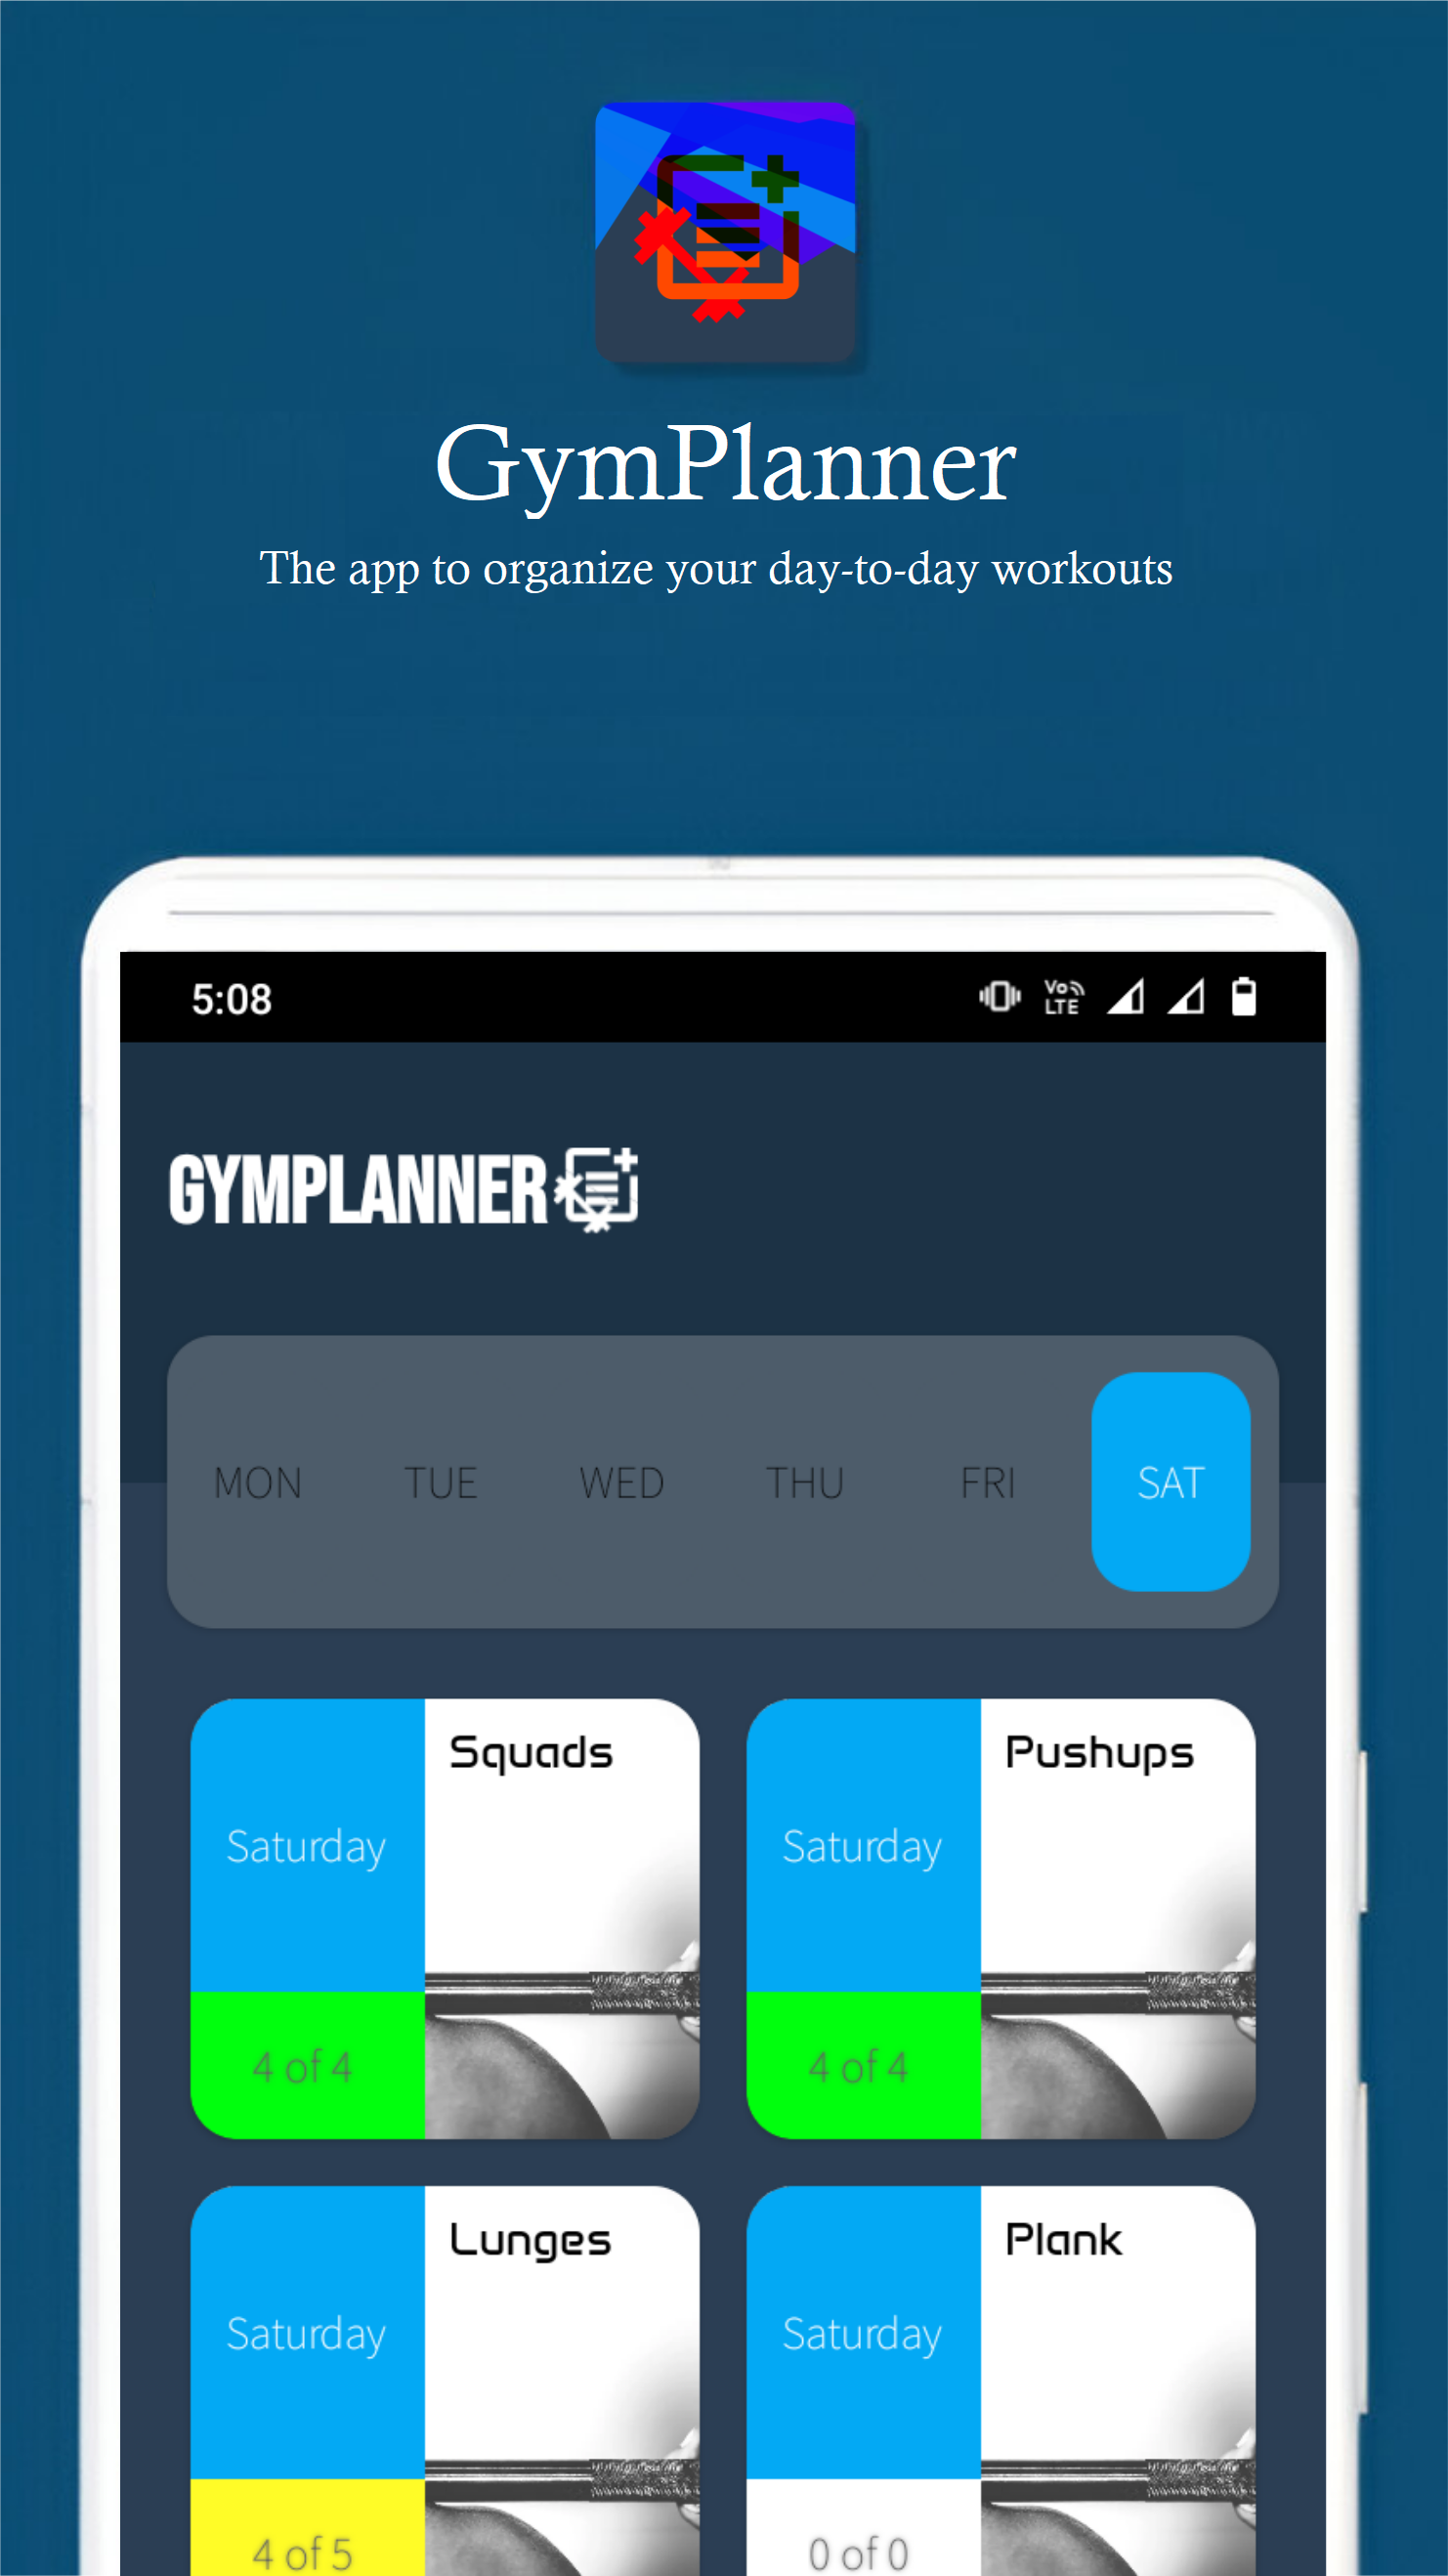 GymPlanner
The app to organize your day-to-day workouts
5:08
Vo
LTE
GYMPLANNER
MON TUE WED THU FRI SAT
Squads
Saturday
4 of 4
Pushups
Saturday
4 of 4
Lunges
Saturday
4 of 5
Plank
Saturday
0 of 0